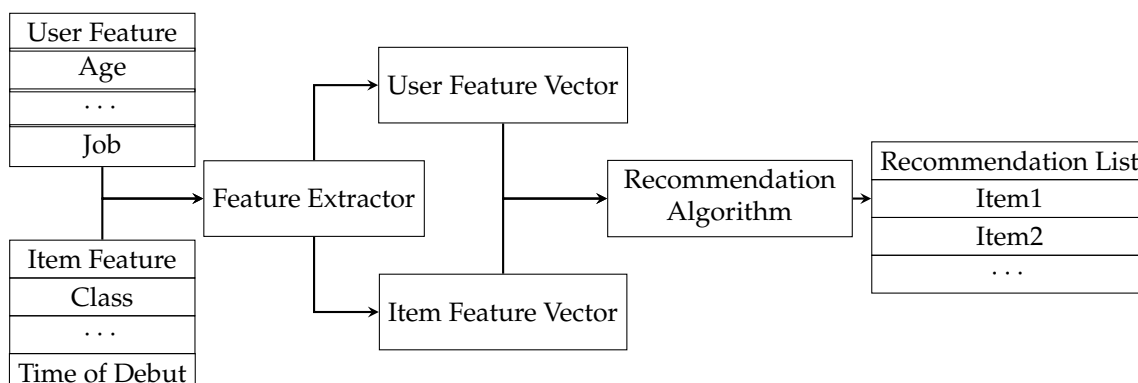 User Feature
Age
· · ·
Job
Item Feature
Class
· · ·
Time of Debut
Feature Extractor
User Feature Vector
Item Feature Vector
Recommendation
Algorithm
Recommendation List
Item1
Item2
· · ·